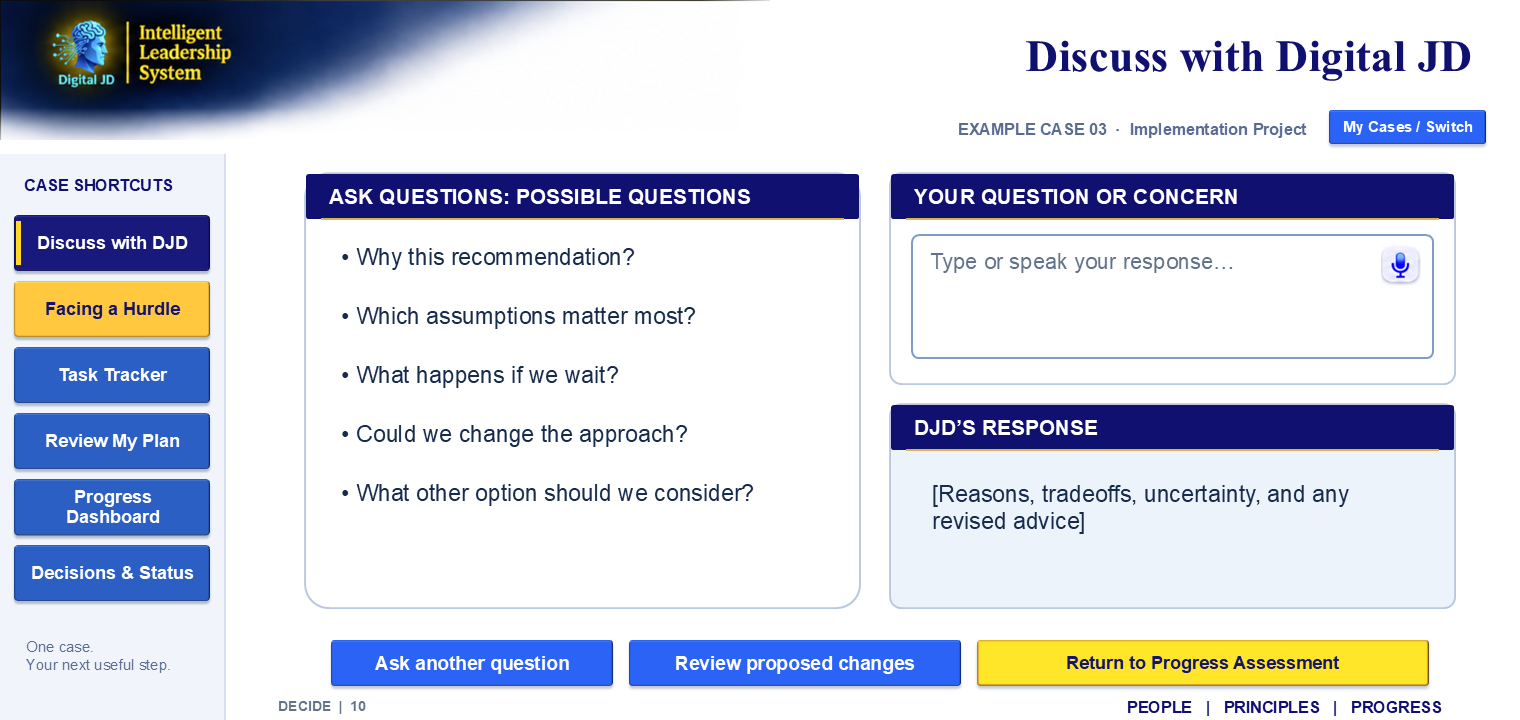 Digital JD
Intelligent
Leadership
System
Discuss with Digital JD
EXAMPLE CASE 03 · Implementation Project
My Cases / Switch
CASE SHORTCUTS
Discuss with DJD
Facing a Hurdle
Task Tracker
Review My Plan
Progress
Dashboard
Decisions & Status
One case.
Your next useful step.
ASK QUESTIONS: POSSIBLE QUESTIONS
• Why this recommendation?
• Which assumptions matter most?
• What happens if we wait?
• Could we change the approach?
• What other option should we consider?
YOUR QUESTION OR CONCERN
Type or speak your response…
DJD’S RESPONSE
[Reasons, tradeoffs, uncertainty, and any
revised advice]
Ask another question
Review proposed changes
Return to Progress Assessment
DECIDE | 10
PEOPLE | PRINCIPLES | PROGRESS